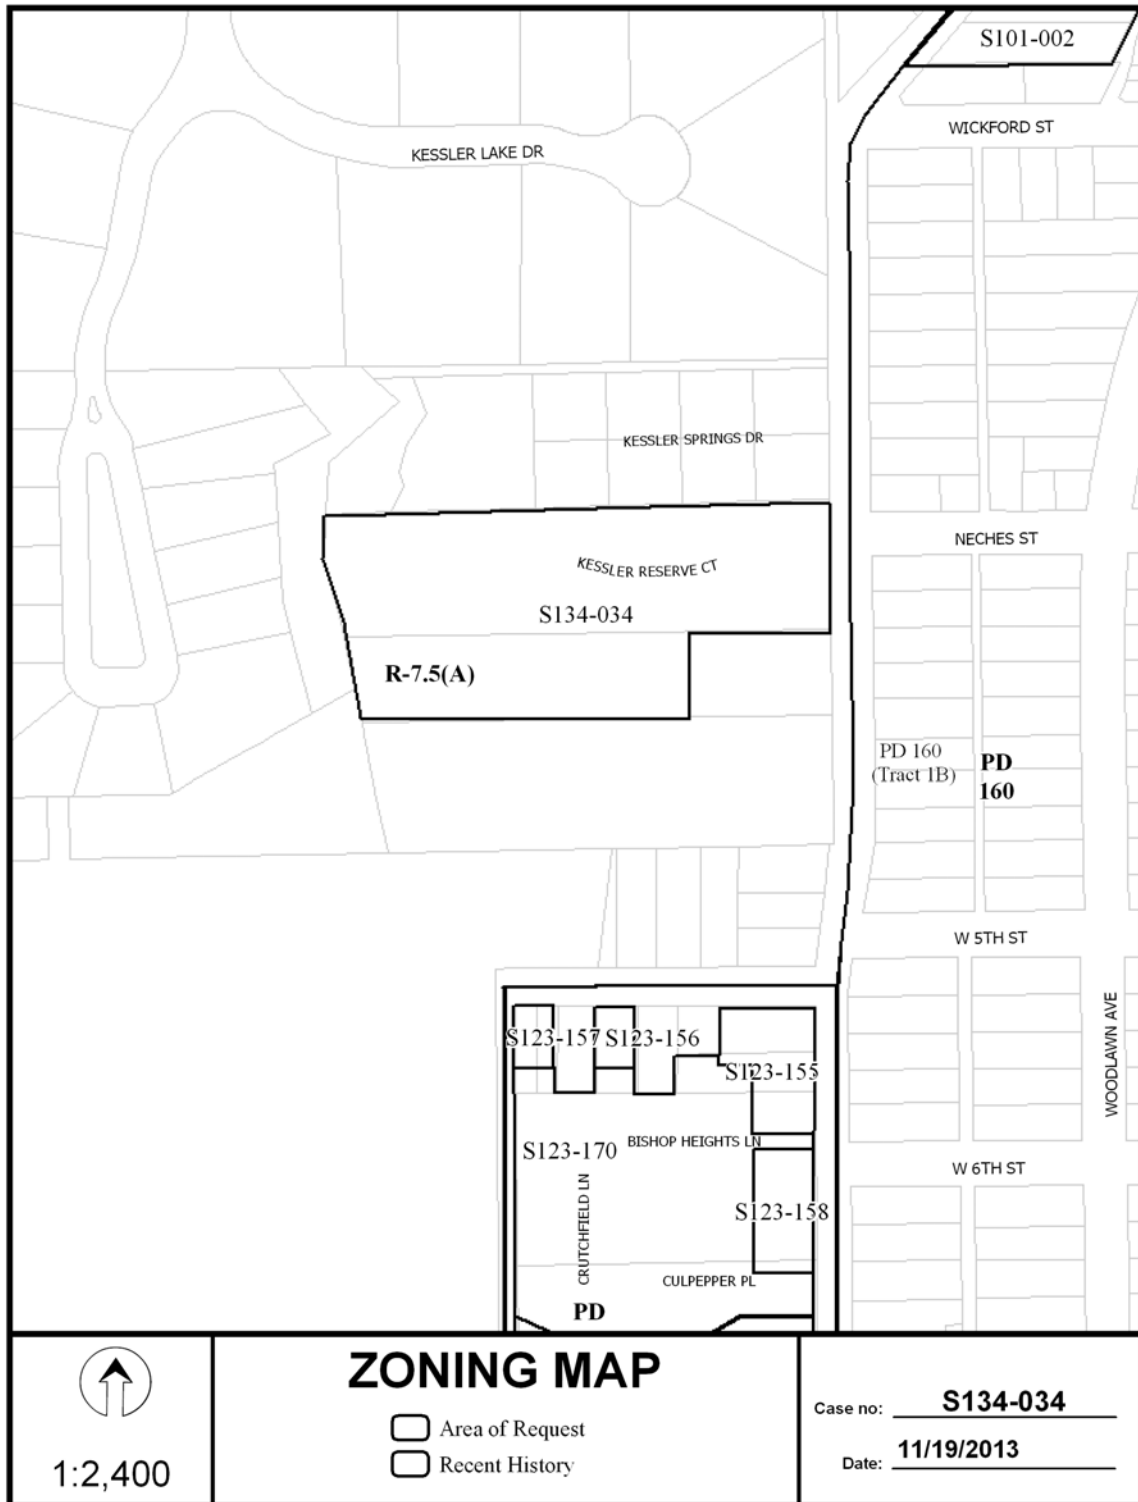 S101-002
WICKFORD ST
KESSLER LAKE DR
KESSLER SPRINGS DR
NECHES ST
KESSLER RESERVE CT
S134-034
R-7.5(A)
PD 160
(Tract 1B)
PD
160
W 5TH ST
S123-157
S123-156
S123-155
WOODLAWN AVE
BISHOP HEIGHTS LN
S123-170
W 6TH ST
CRUTCHFIELD LN
S123-158
CULPEPPER PL
PD
1:2,400
ZONING MAP
Area of Request
Recent History
Case no: S134-034
Date: 11/19/2013